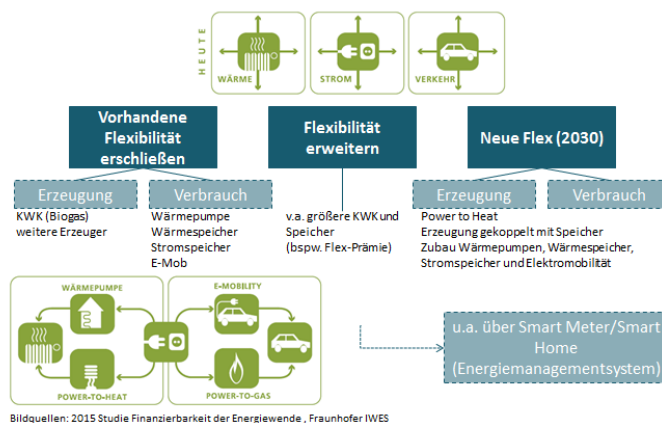 HEUTE
WÄRME
STROM
VERKEHR
Vorhandene
Flexibilität
erschließen
Flexibilität
erweitern
Neue Flex (2030)
Erzeugung
Verbrauch
KWK (Biogas)
weitere Erzeuger
Wärmepumpe
Wärmespeicher
Stromspeicher
E-Mob
v.a. größere KWK und
Speicher
(bspw. Flex-Prämie)
Erzeugung
Verbrauch
Power to Heat
Erzeugung gekoppelt mit Speicher
Zubau Wärmepumpen, Wärmespeicher,
Stromspeicher und Elektromobilität
WÄRMEPUMPE
E-MOBILITY
POWER-TO-HEAT
POWER-TO-GAS
u.a. über Smart Meter/Smart
Home
(Energiemanagementsystem)
Bildquellen: 2015 Studie Finanzierbarkeit der Energiewende , Fraunhofer IWES